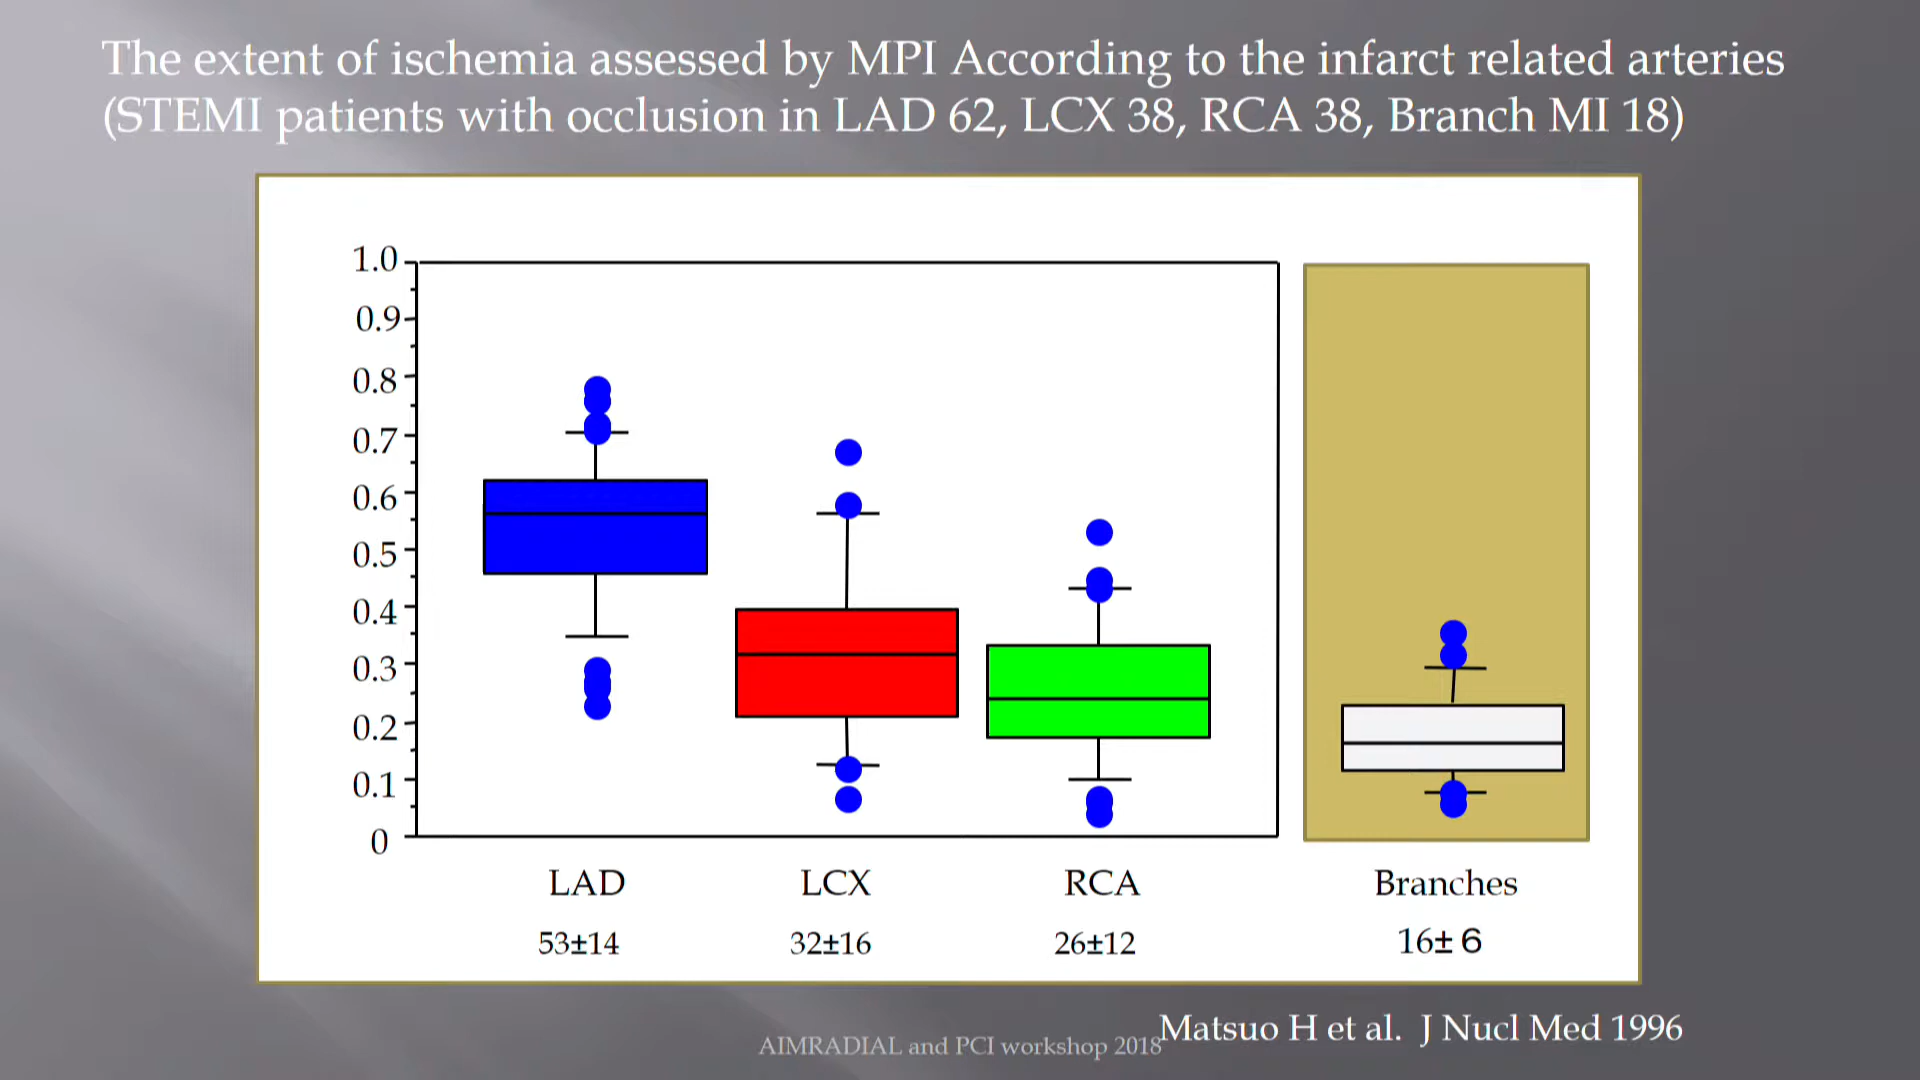 The extent of ischemia assessed by MPI According to the infarct related arteries
(STEMI patients with occlusion in LAD 62, LCX 38, RCA 38, Branch MI 18)
1.0
0.9
0.8
0.7
0.6
0.5
0.4
0.3
0.2
0.1
0
LAD LCX RCA Branches
53±14 32±16 26±12 16± 6
Matsuo H et al. J Nucl Med 1996
AIMRADIAL and PCI workshop 2018